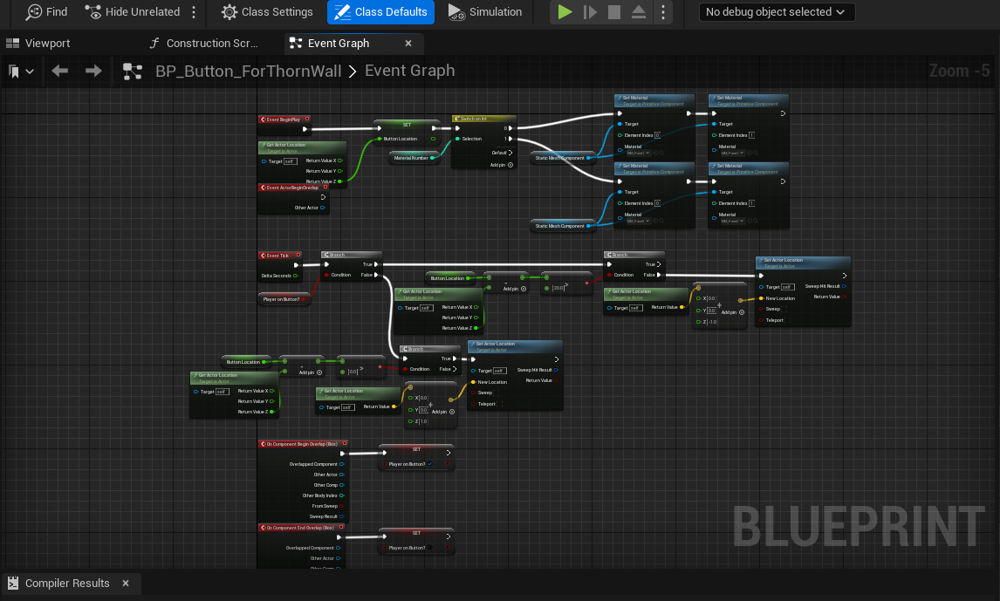 Find
Hide Unrelated
Class Settings
Class Defaults
Simulation
No debug object selected
Viewport
Construction Scr...
Event Graph
BP_Button_ForThornWall
Event Graph
Zoom -5
Event BeginPlay
Get Actor Location
Target is Actor
Target self
Return Value X
Return Value Y
Return Value Z
Event ActorBeginOverlap
Other Actor
SET
Button Location
Material Number
Switch on Int
Selection
0
1
Default
Add pin
Static Mesh Component
Set Material
Target is Primitive Component
Target
Element Index 0
Material
Set Material
Target is Primitive Component
Target
Element Index 1
Material
Static Mesh Component
Set Material
Target is Primitive Component
Target
Element Index 0
Material
Set Material
Target is Primitive Component
Target
Element Index 1
Material
Event Tick
Delta Seconds
Player on Button?
Branch
Condition
True
False
Button Location
Get Actor Location
Target is Actor
Target self
Return Value X
Return Value Y
Return Value Z
-
Add pin
20.0
>
Branch
Condition
True
False
Get Actor Location
Target is Actor
Target self
Return Value
X 0.0
Y 0.0
Z -1.0
+
Add pin
Set Actor Location
Target is Actor
Target self
New Location
Sweep
Teleport
Sweep Hit Result
Return Value
Button Location
Get Actor Location
Target is Actor
Target self
Return Value X
Return Value Y
Return Value Z
-
Add pin
0.0
>
Branch
Condition
True
False
Get Actor Location
Target is Actor
Target self
Return Value
X 0.0
Y 0.0
Z 1.0
+
Add pin
Set Actor Location
Target is Actor
Target self
New Location
Sweep
Teleport
Sweep Hit Result
Return Value
On Component Begin Overlap (Box)
Overlapped Component
Other Actor
Other Comp
Other Body Index
From Sweep
Sweep Result
SET
Player on Button?
On Component End Overlap (Box)
Overlapped Component
Other Actor
SET
Player on Button?
BLUEPRINT
Compiler Results